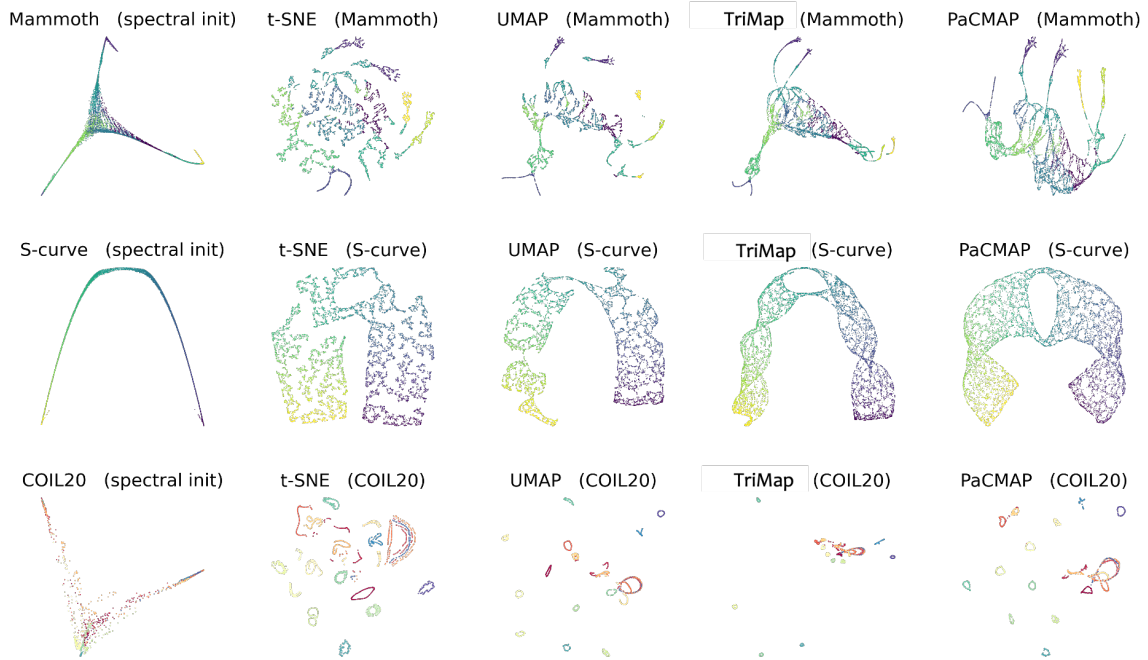 Mammoth (spectral init) t-SNE (Mammoth) UMAP (Mammoth) TriMap (Mammoth) PaCMAP (Mammoth)
S-curve (spectral init) t-SNE (S-curve) UMAP (S-curve) TriMap (S-curve) PaCMAP (S-curve)
COIL20 (spectral init) t-SNE (COIL20) UMAP (COIL20) TriMap (COIL20) PaCMAP (COIL20)